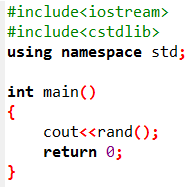 #include<iostream>
#include<cstdlib>
using namespace std;
int main()
{
cout<<rand();
return 0;
}